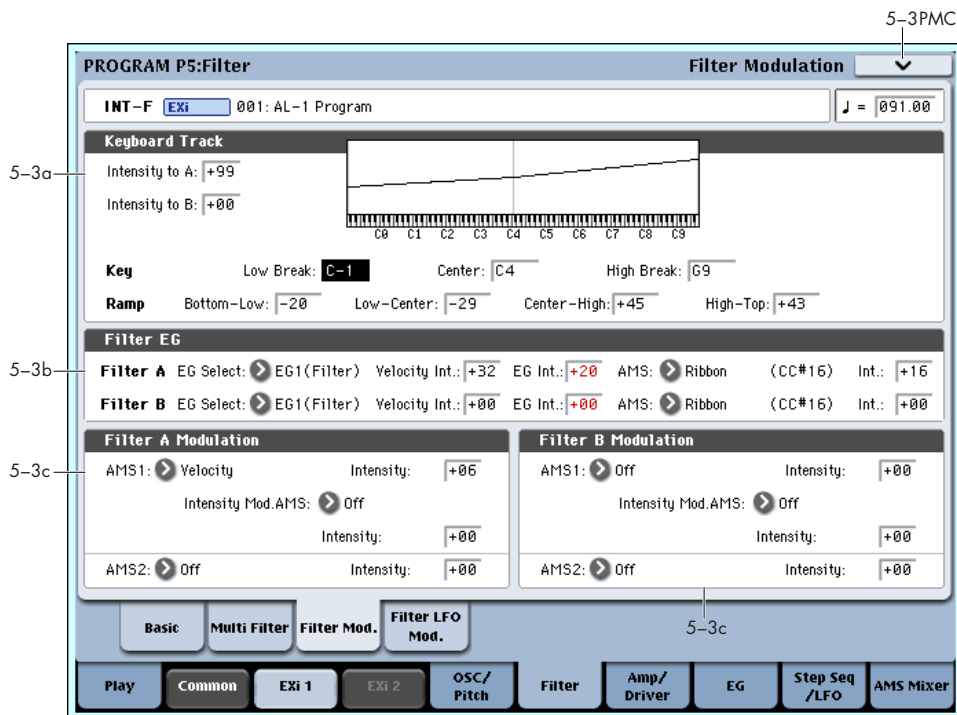 5–3PMC
PROGRAM P5:Filter Filter Modulation
INT-F EXi 001: AL-1 Program ♩ = 091.00
Keyboard Track
5–3a
Intensity to A: +99
Intensity to B: +00
C0 C1 C2 C3 C4 C5 C6 C7 C8 C9
Key Low Break: C-1 Center: C4 High Break: G9
Ramp Bottom-Low: -20 Low-Center: -29 Center-High: +45 High-Top: +43
Filter EG
5–3b
Filter A EG Select: EG1(Filter) Velocity Int.: +32 EG Int.: +20 AMS: Ribbon (CC#16) Int.: +16
Filter B EG Select: EG1(Filter) Velocity Int.: +00 EG Int.: +00 AMS: Ribbon (CC#16) Int.: +00
Filter A Modulation
5–3c
AMS1: Velocity Intensity: +06
Intensity Mod.AMS: Off
Intensity: +00
AMS2: Off Intensity: +00
Filter B Modulation
AMS1: Off Intensity: +00
Intensity Mod.AMS: Off
Intensity: +00
AMS2: Off Intensity: +00
5–3c
Basic Multi Filter Filter Mod. Filter LFO Mod.
Play Common EXi 1 EXi 2 OSC/ Pitch Filter Amp/ Driver EG Step Seq /LFO AMS Mixer